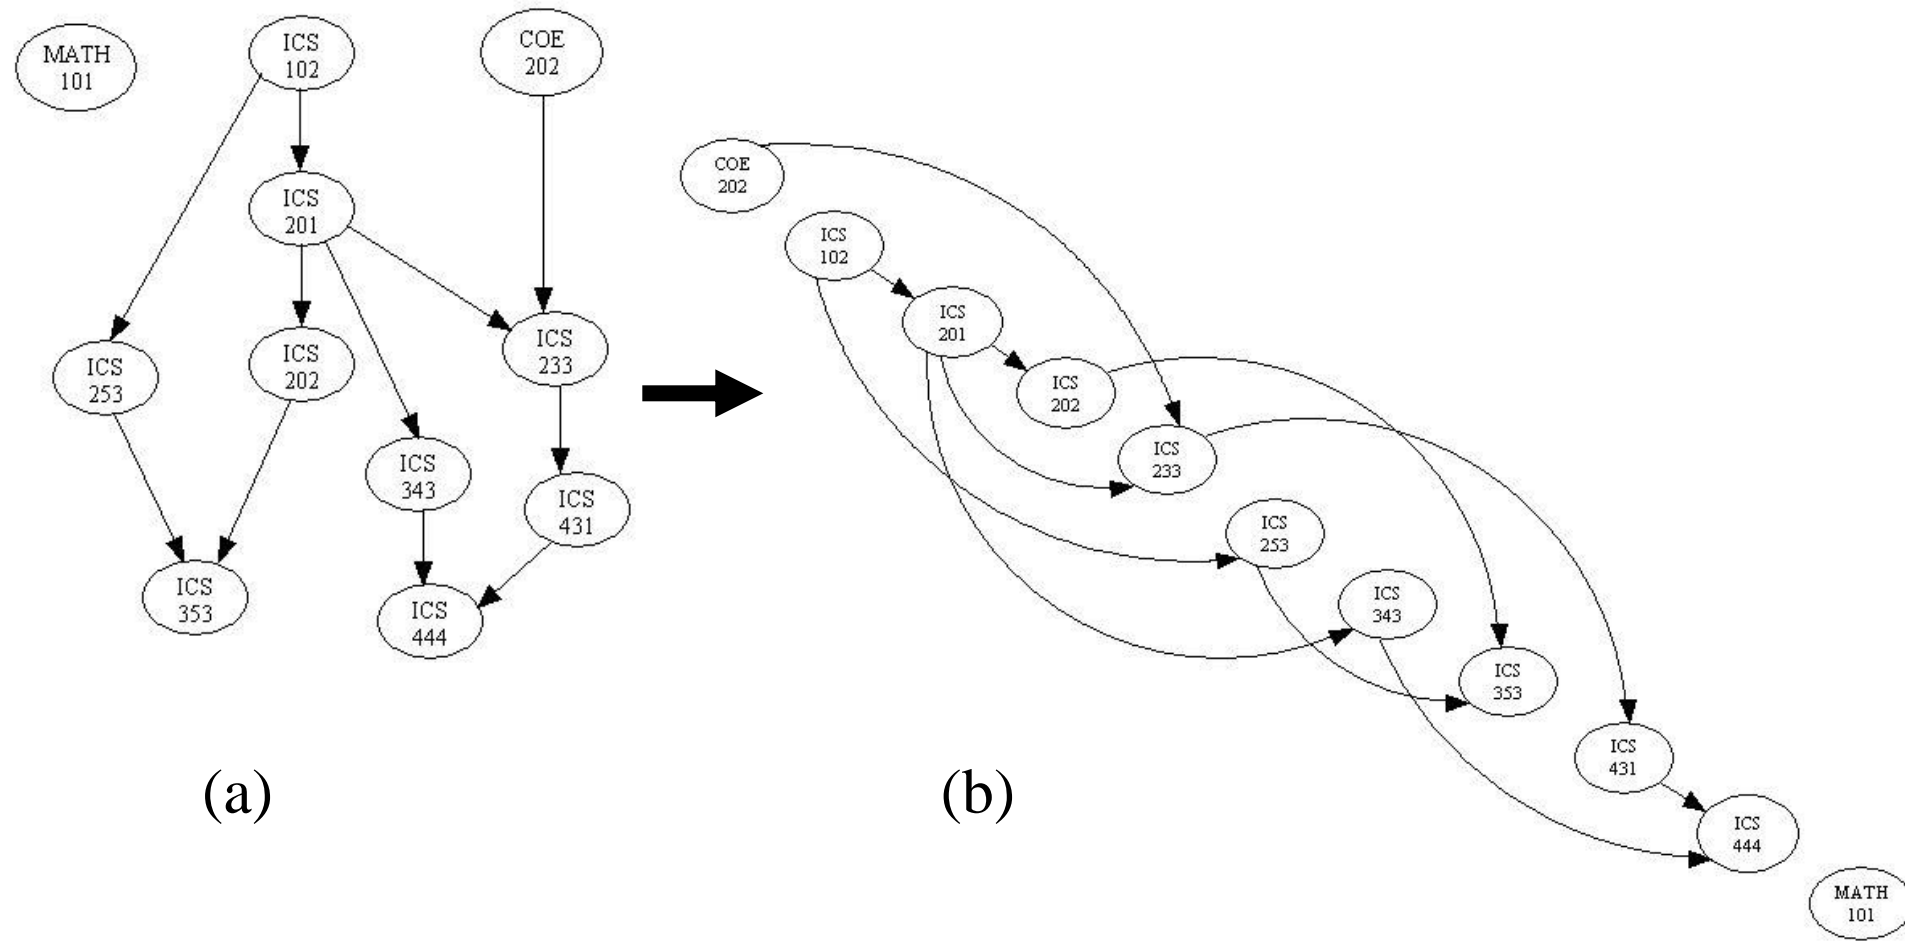 MATH
101
ICS
102
COE
202
ICS
201
ICS
253
ICS
202
ICS
233
ICS
343
ICS
431
ICS
353
ICS
444
(a)
COE
202
ICS
102
ICS
201
ICS
202
ICS
233
ICS
253
ICS
343
ICS
353
ICS
431
ICS
444
MATH
101
(b)